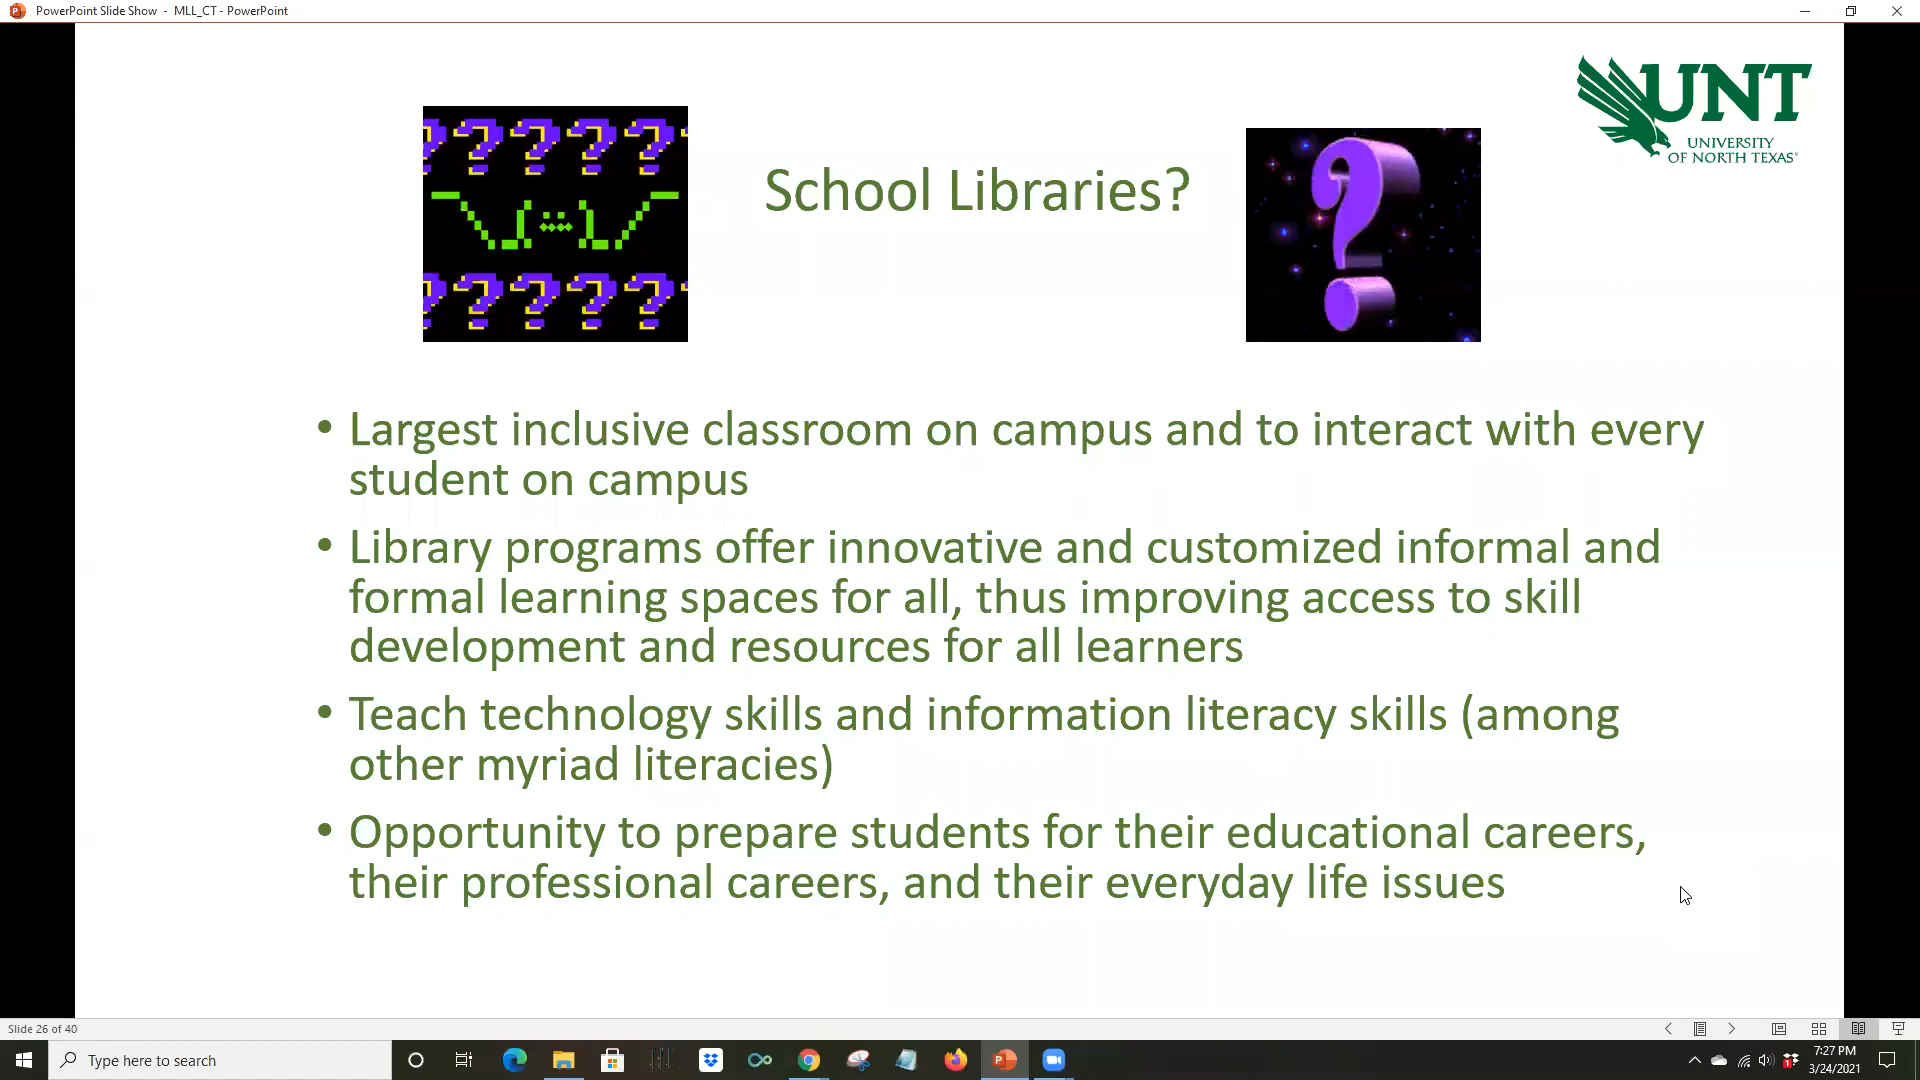 PowerPoint Slide Show - MLL_CT - PowerPoint
UNT
UNIVERSITY
OF NORTH TEXAS
?????
?????
School Libraries?
?
• Largest inclusive classroom on campus and to interact with every
student on campus
• Library programs offer innovative and customized informal and
formal learning spaces for all, thus improving access to skill
development and resources for all learners
• Teach technology skills and information literacy skills (among
other myriad literacies)
• Opportunity to prepare students for their educational careers,
their professional careers, and their everyday life issues
Slide 26 of 40
Type here to search
7:27 PM
3/24/2021